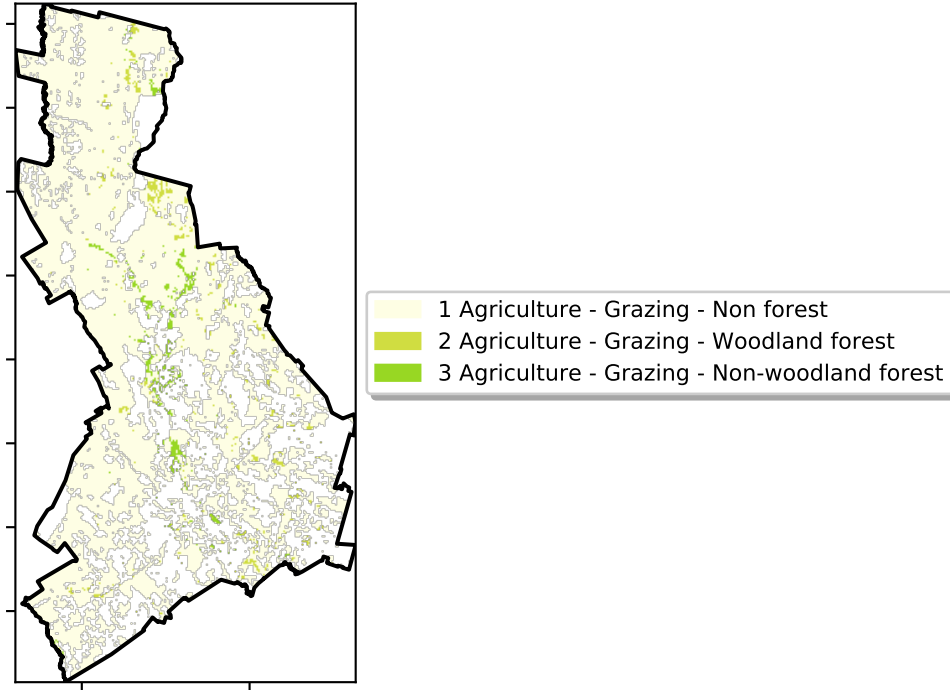 1 Agriculture - Grazing - Non forest
2 Agriculture - Grazing - Woodland forest
3 Agriculture - Grazing - Non-woodland forest